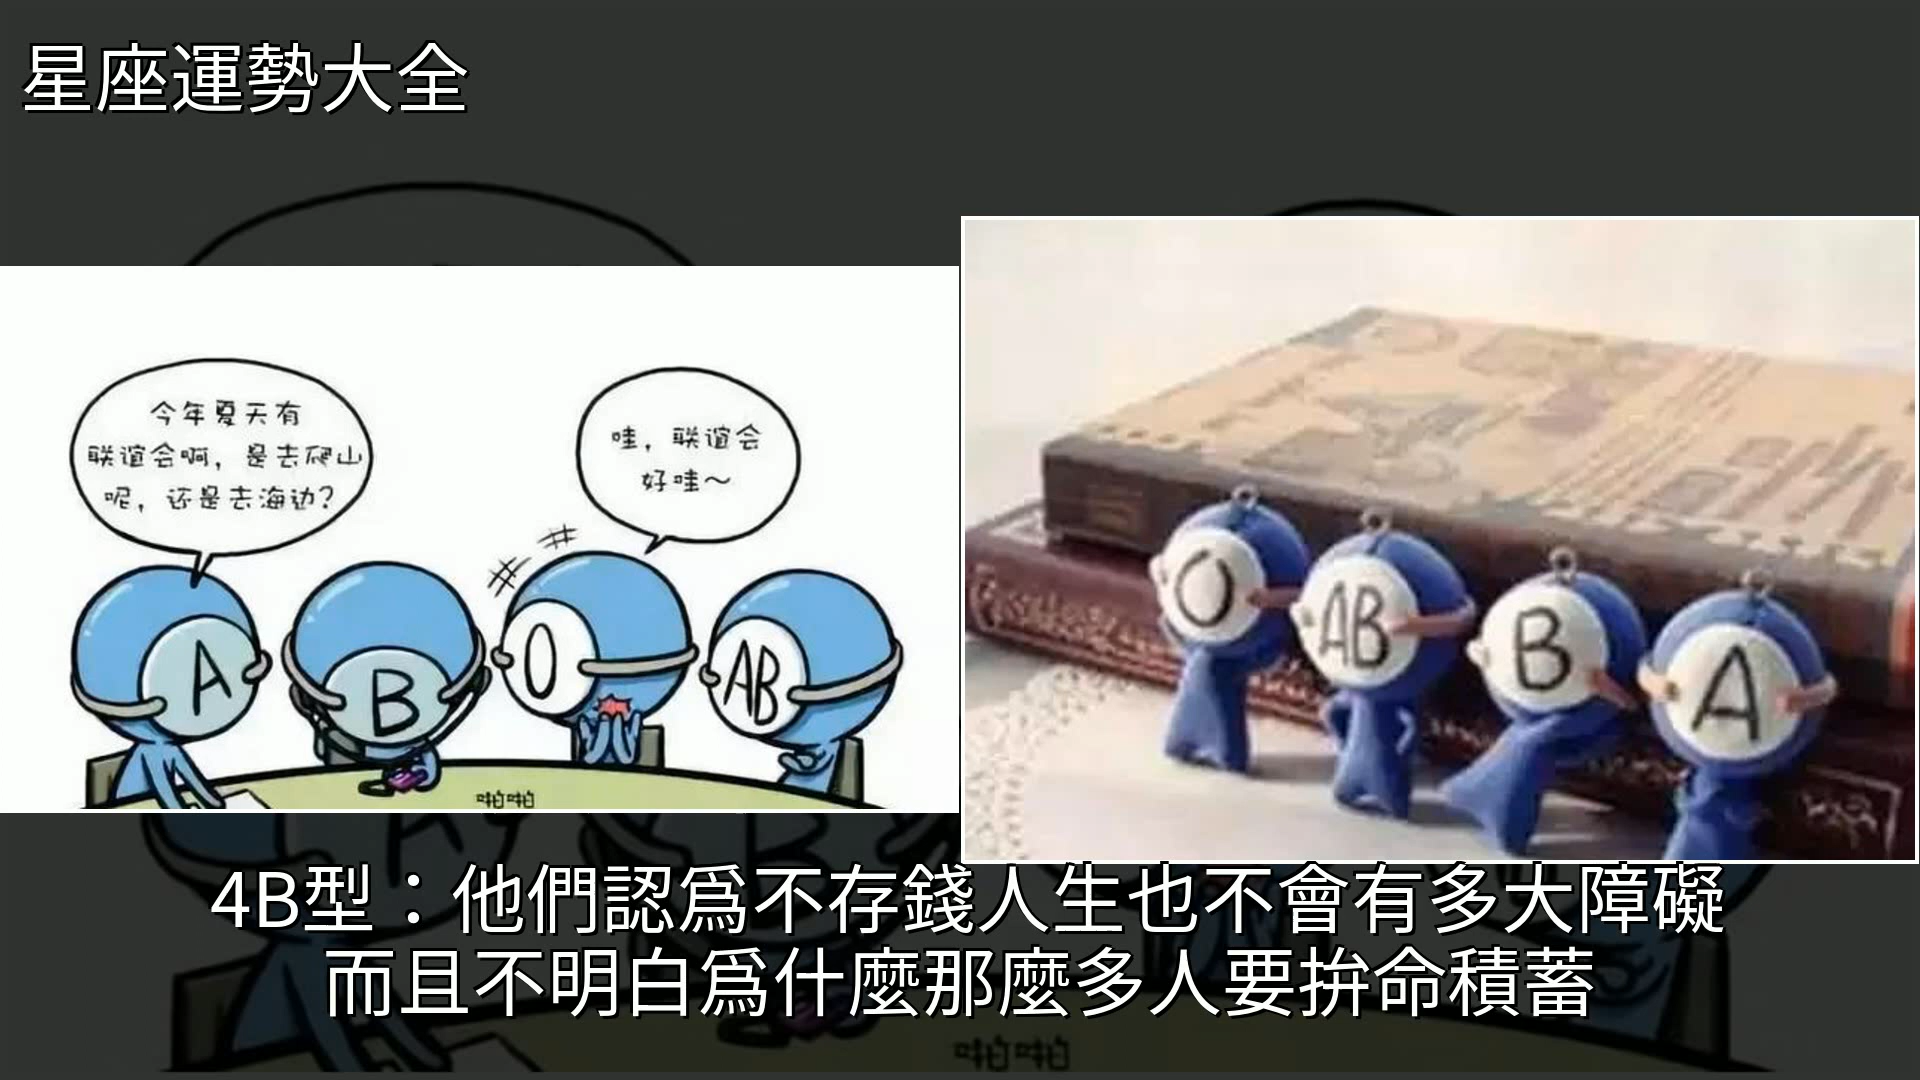 星座運勢大全
今年夏天有
联谊会啊，是去爬山
呢，还是去海边？
哇，联谊会
好哇～
A
B
O
AB
啪啪
O
AB
B
A
4B型：他們認爲不存錢人生也不會有多大障礙
而且不明白爲什麼那麼多人要拚命積蓄
啪啪